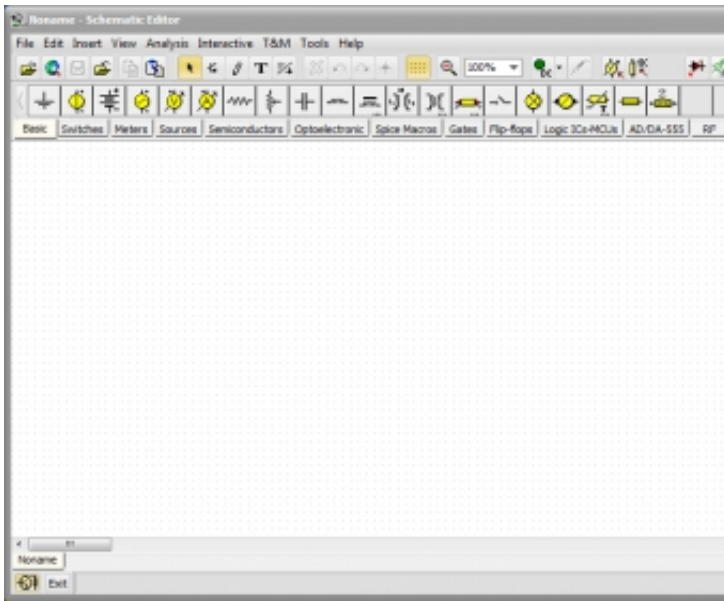 Noname - Schematic Editor
File Edit Insert View Analysis Interactive T&M Tools Help
T 100%
Basic Switches Meters Sources Semiconductors Optoelectronic Spice Macros Gates Flip-flops Logic ICs-MCUs AD/DA-555 RF
Noname
Exit